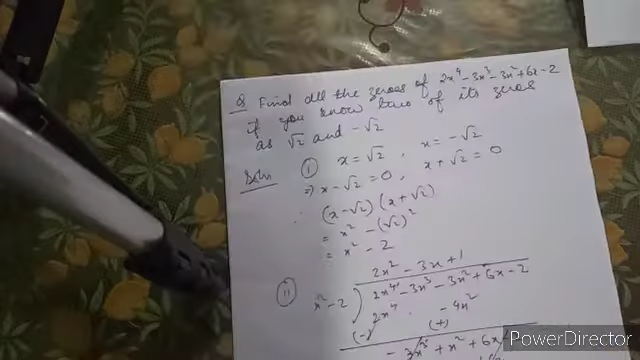 Q Find all the zeroes of 2x⁴ - 3x³ - 3x² + 6x - 2
if you know two of its zeroes
as √2 and -√2
Soln (i) x = √2 , x = -√2
⇒ x - √2 = 0 , x + √2 = 0
∴ (x-√2) (x+√2)
= x² - (√2)²
= x² - 2
(ii) 2x² - 3x + 1
x² - 2 ) 2x⁴ - 3x³ - 3x² + 6x - 2
2x⁴ - 4x²
(-) (+)
- 3x³ + x² + 6x
PowerDirector